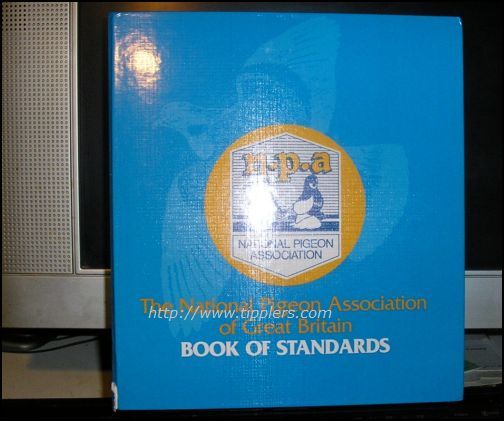 n.p.a
NATIONAL PIGEON
ASSOCIATION
The National Pigeon Association
http://www.tipplers.com
of Great Britain
BOOK OF STANDARDS